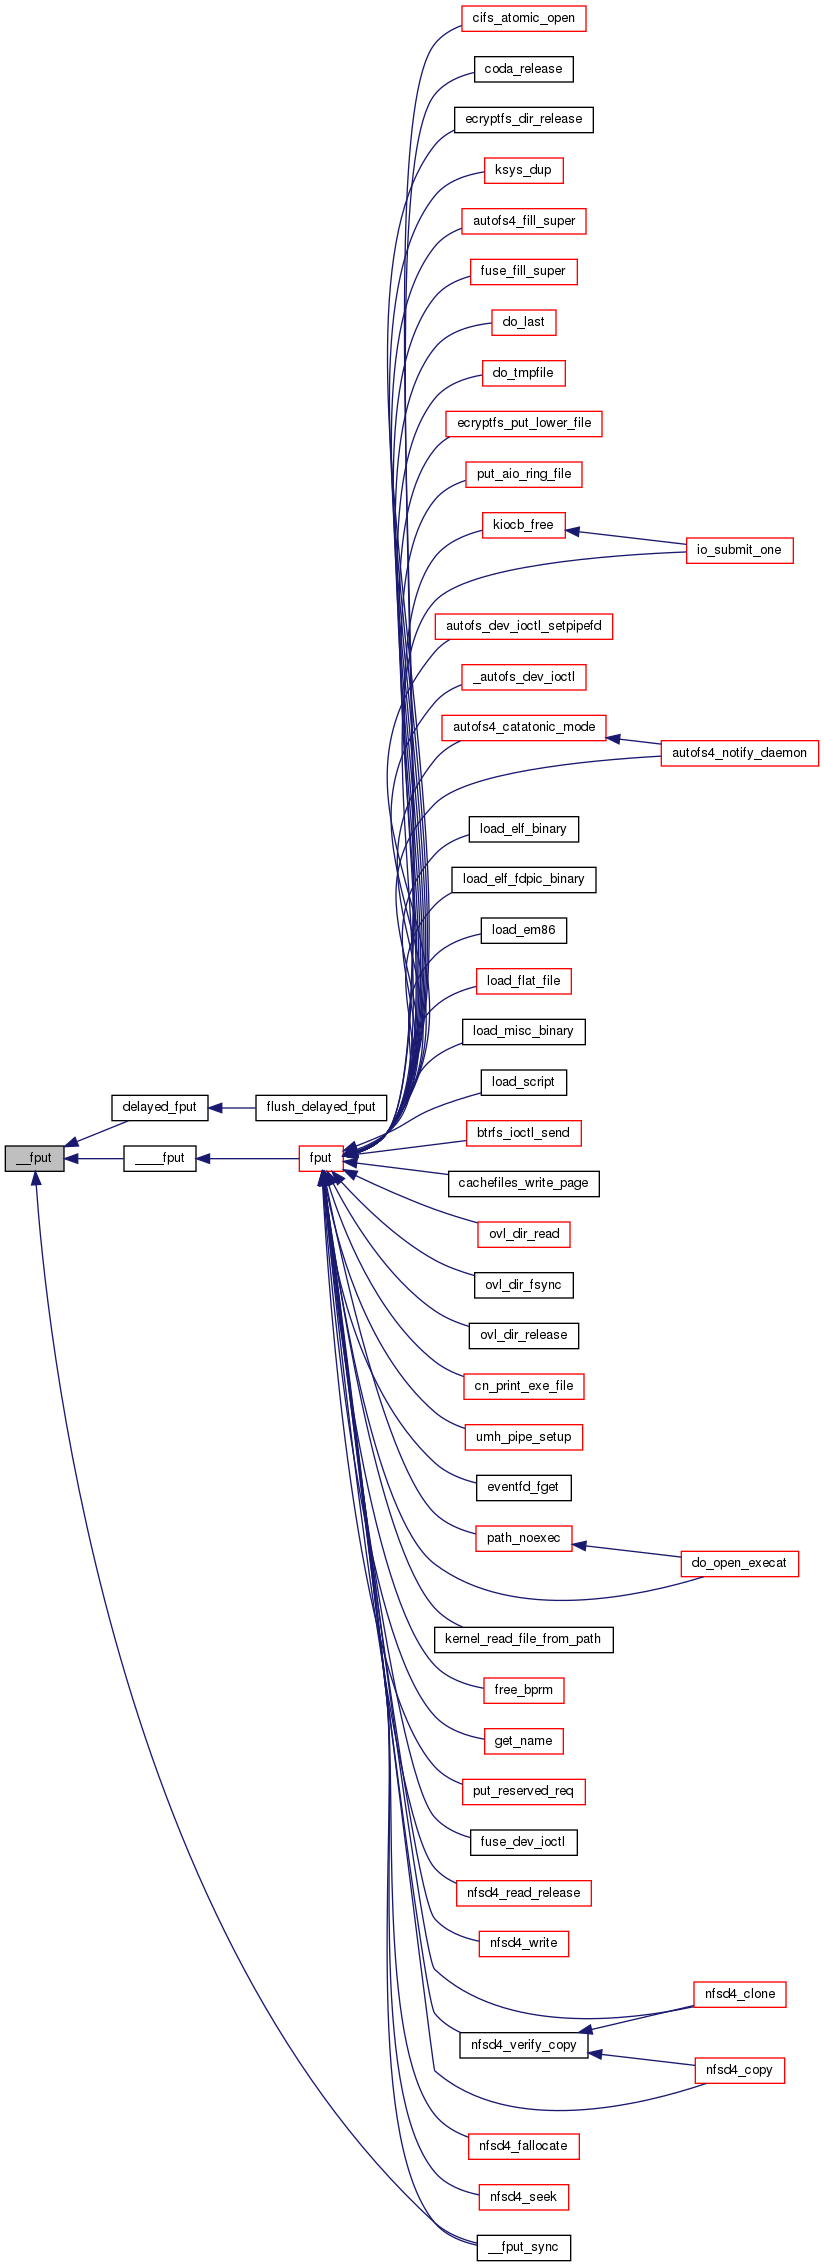 cifs_atomic_open
coda_release
ecryptfs_dir_release
ksys_dup
autofs4_fill_super
fuse_fill_super
do_last
do_tmpfile
ecryptfs_put_lower_file
put_aio_ring_file
kiocb_free
io_submit_one
autofs_dev_ioctl_setpipefd
_autofs_dev_ioctl
autofs4_catatonic_mode
autofs4_notify_daemon
load_elf_binary
load_elf_fdpic_binary
load_em86
load_flat_file
load_misc_binary
load_script
delayed_fput
flush_delayed_fput
btrfs_ioctl_send
__fput
____fput
fput
cachefiles_write_page
ovl_dir_read
ovl_dir_fsync
ovl_dir_release
cn_print_exe_file
umh_pipe_setup
eventfd_fget
path_noexec
do_open_execat
kernel_read_file_from_path
free_bprm
get_name
put_reserved_req
fuse_dev_ioctl
nfsd4_read_release
nfsd4_write
nfsd4_clone
nfsd4_verify_copy
nfsd4_copy
nfsd4_fallocate
nfsd4_seek
__fput_sync